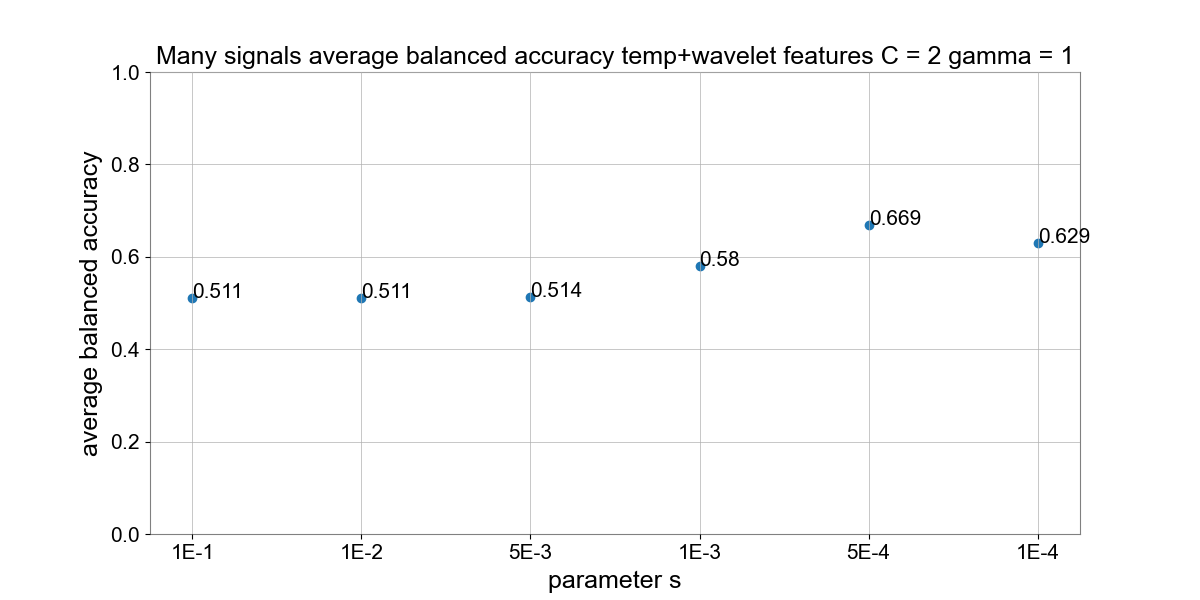 Many signals average balanced accuracy temp+wavelet features C = 2 gamma = 1
average balanced accuracy
1.0
0.8
0.6
0.4
0.2
0.0
0.511
0.511
0.514
0.58
0.669
0.629
1E-1
1E-2
5E-3
1E-3
5E-4
1E-4
parameter s